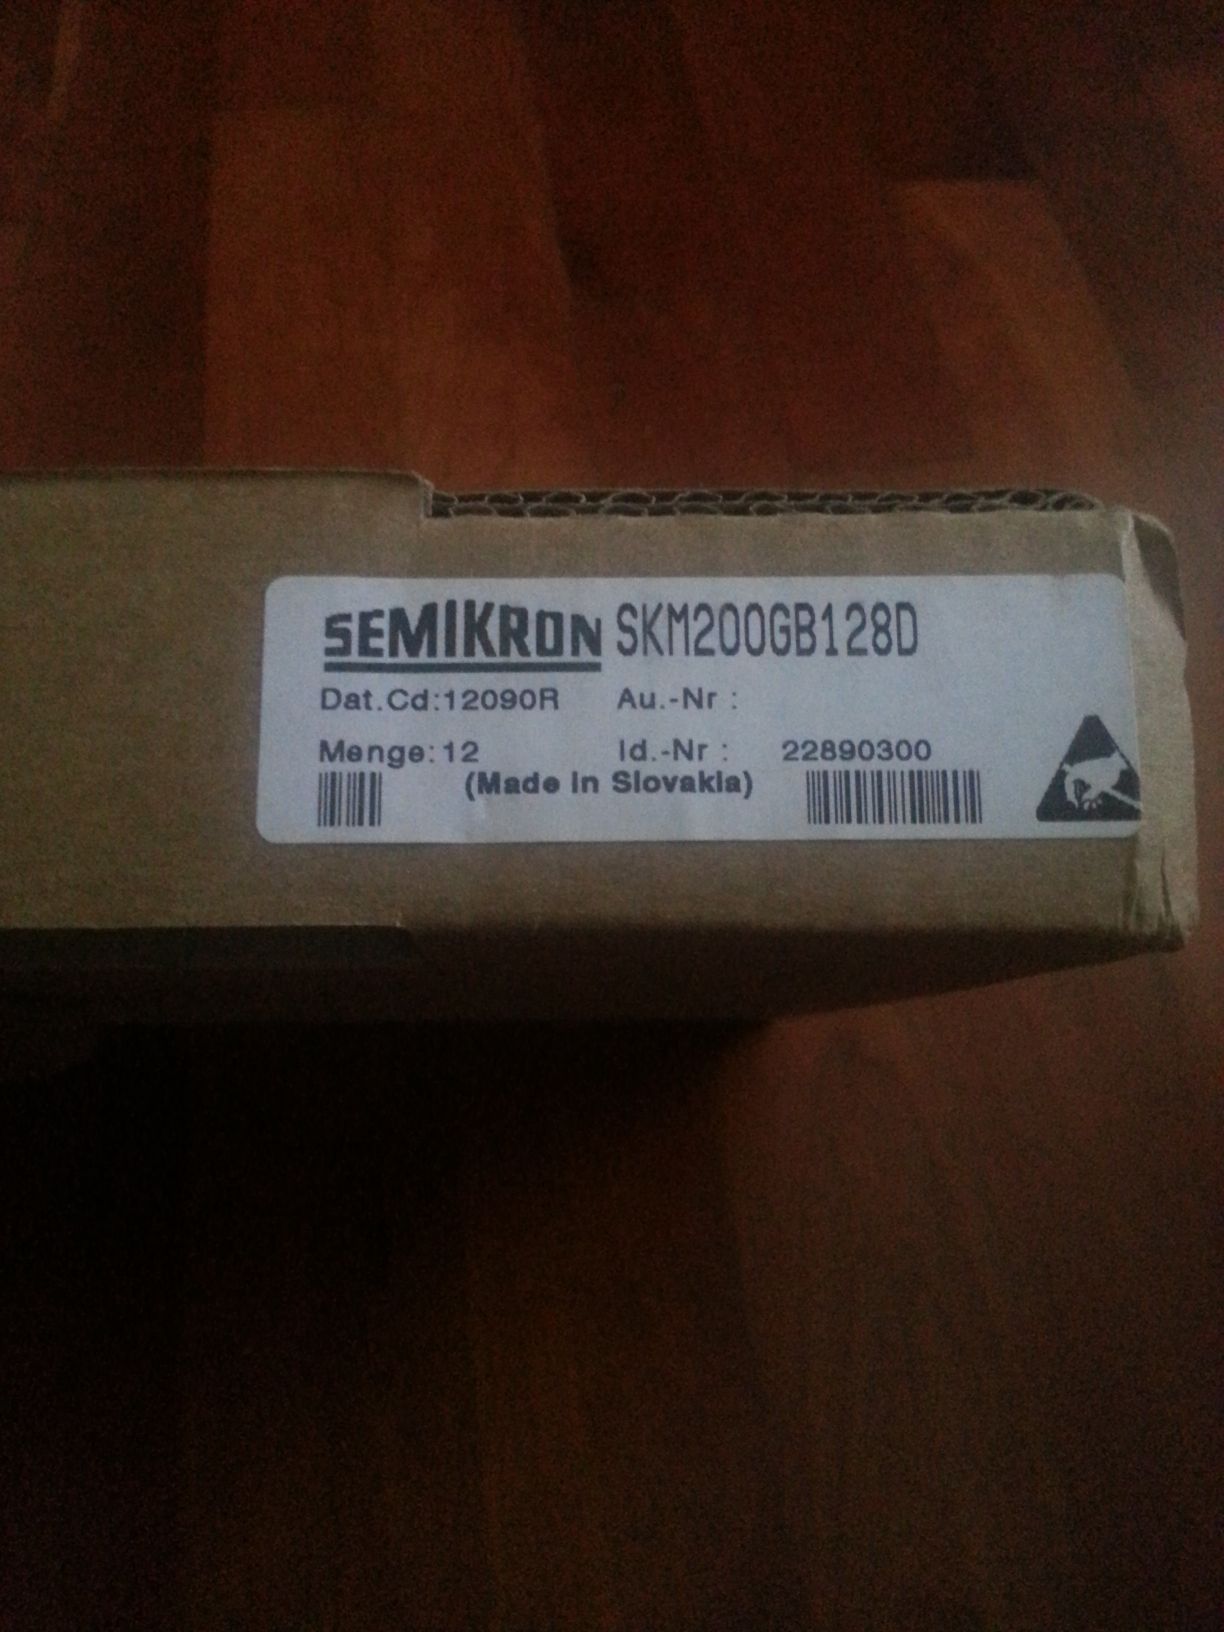 SEMIKRON SKM200GB128D
Dat.Cd:12090R Au.-Nr :
Menge:12 Id.-Nr : 22890300
(Made in Slovakia)